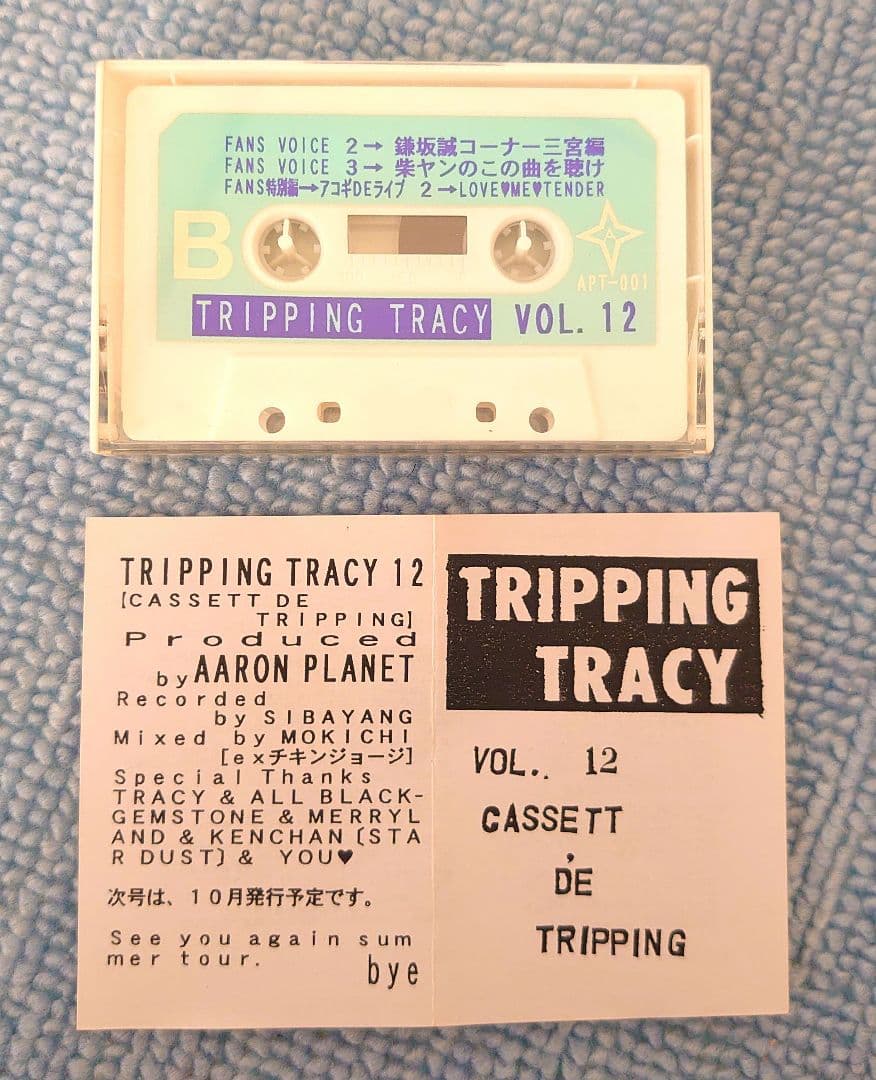 FANS VOICE 2→ 鎌坂誠コーナー三宮編
FANS VOICE 3→ 柴ヤンのこの曲を聴け
FANS特別編→アコギDEライブ 2→LOVE♥ME♥TENDER
B
A
APT-001
TRIPPING TRACY VOL. 12
TRIPPING TRACY 12
[CASSETT DE
TRIPPING]
Produced
by AARON PLANET
Recorded
by SIBAYANG
Mixed by MOKICHI
[exチキンジョージ]
Special Thanks
TRACY & ALL BLACK-
GEMSTONE & MERRYL
AND & KENCHAN (STA
R DUST) & YOU♥
次号は、10月発行予定です。
See you again sum
mer tour.
bye
TRIPPING
TRACY
VOL.. 12
CASSETT
,
DE
TRIPPING